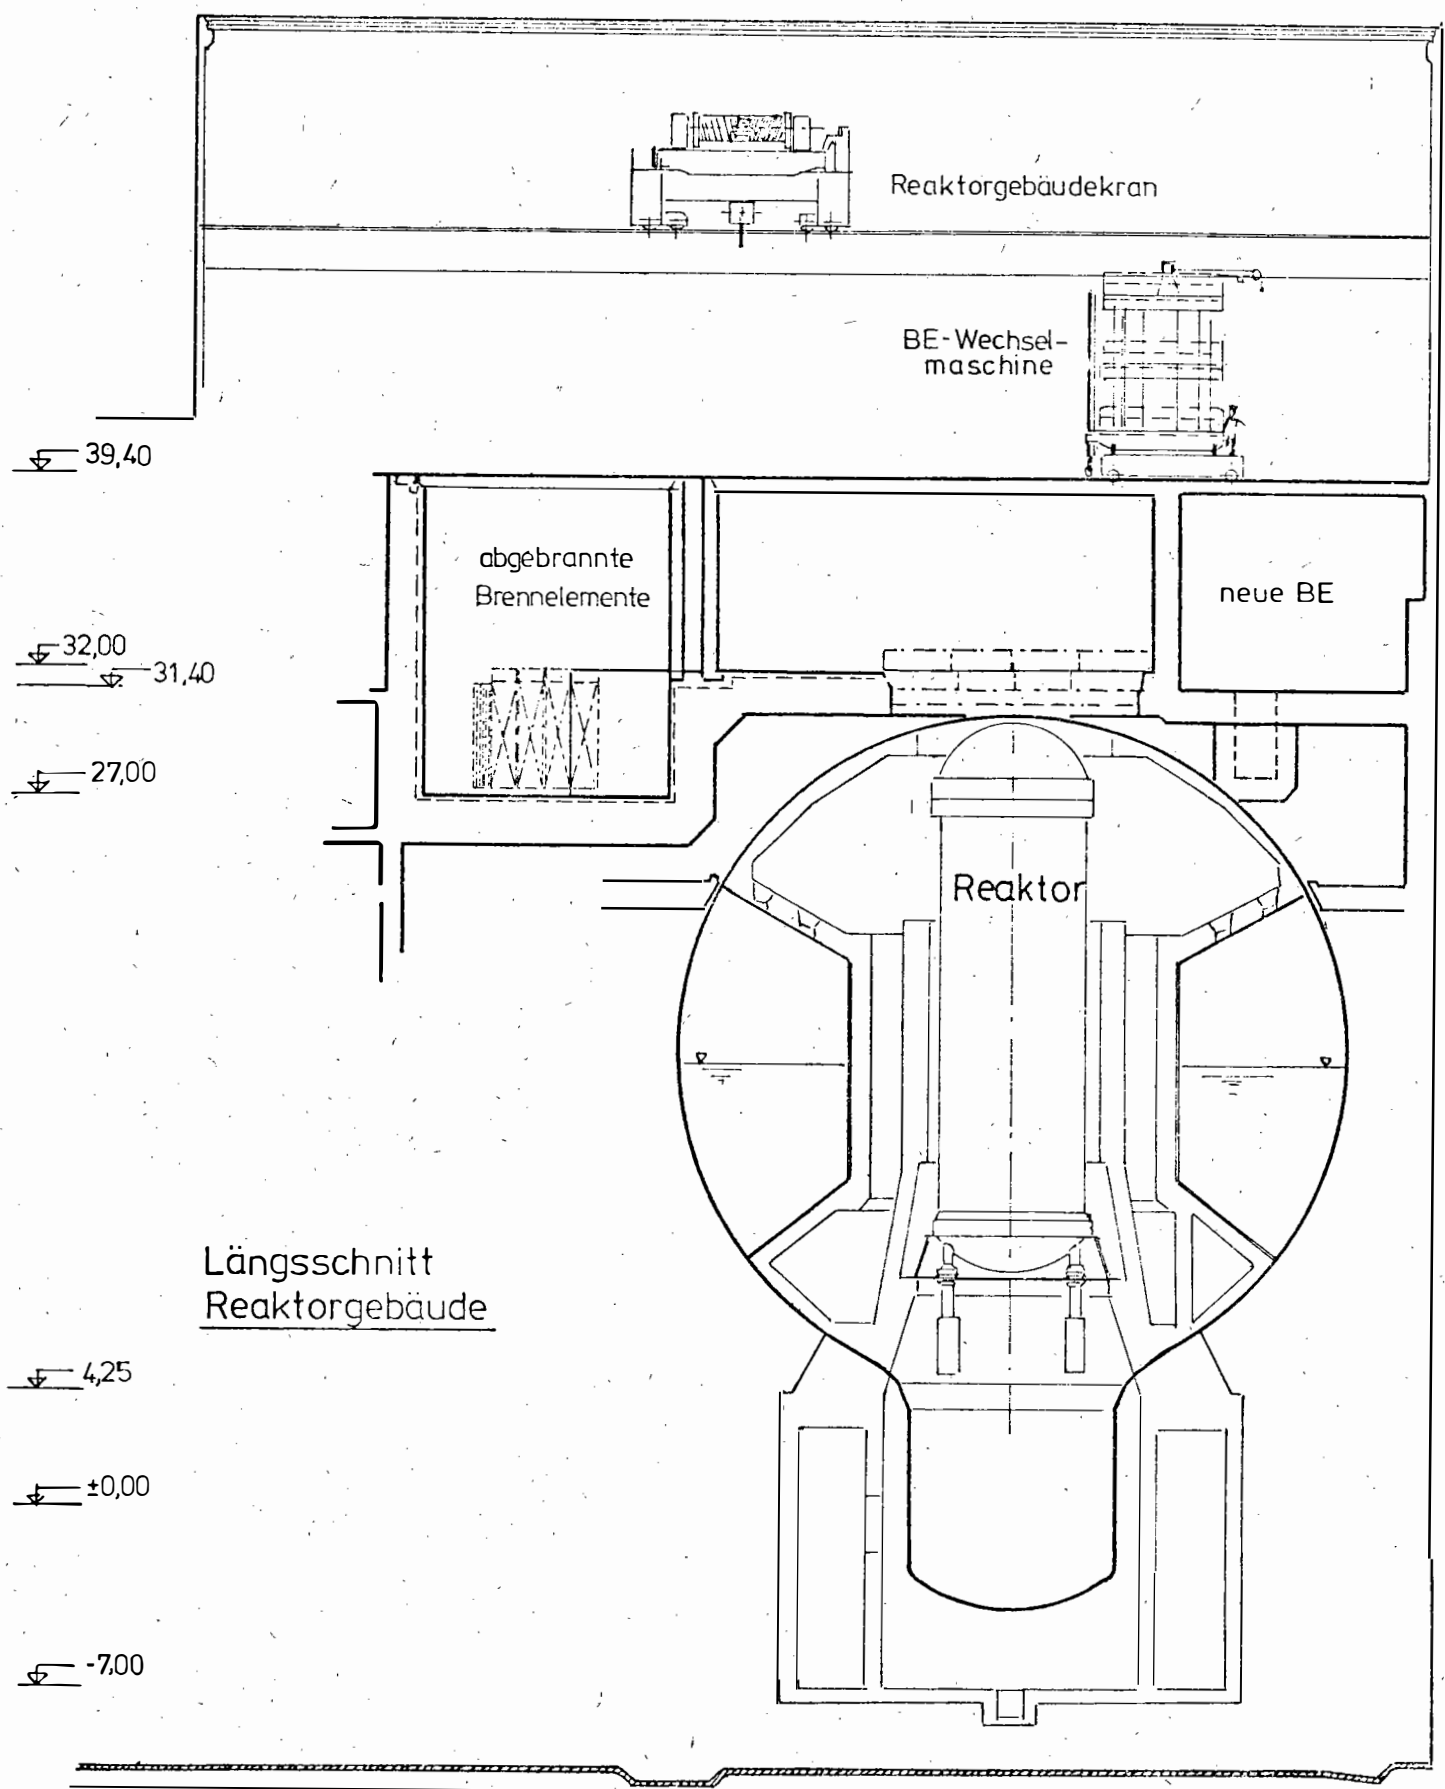 Reaktorgebäudekran
BE-Wechsel-
maschine
39,40
abgebrannte
Brennelemente
neue BE
32,00
31,40
27,00
Reaktor
Längsschnitt
Reaktorgebäude
4,25
±0,00
-7,00